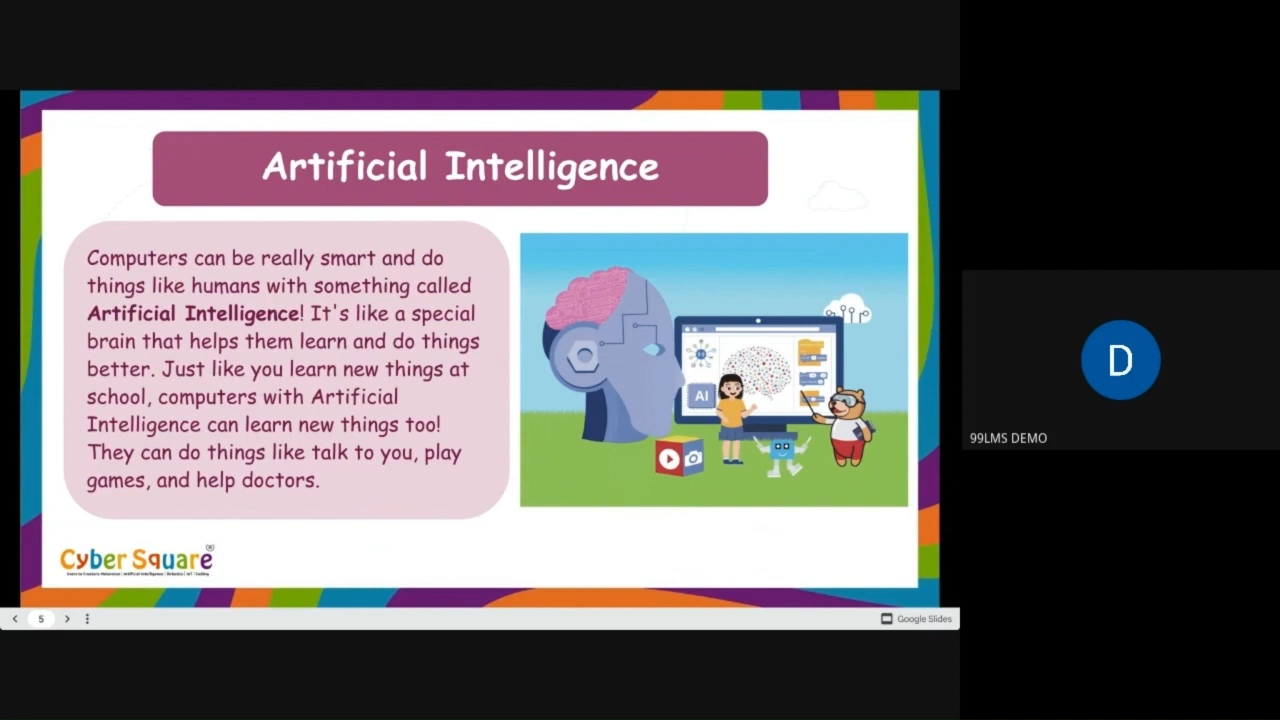 Artificial Intelligence
Computers can be really smart and do
things like humans with something called
Artificial Intelligence! It's like a special
brain that helps them learn and do things
better. Just like you learn new things at
school, computers with Artificial
Intelligence can learn new things too!
They can do things like talk to you, play
games, and help doctors.
AI
Cyber Square
5
Google Slides
D
99LMS DEMO